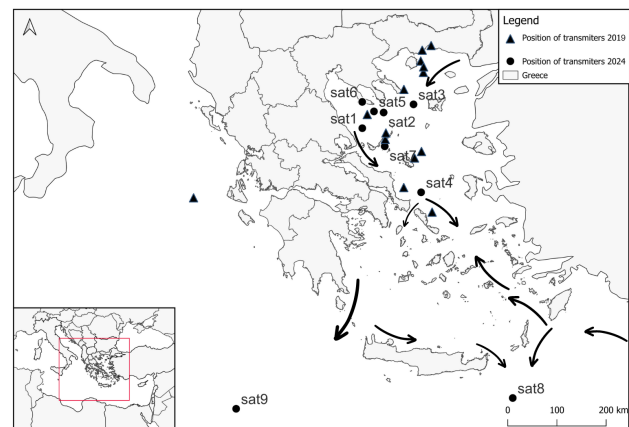 Legend
Position of transmiters 2019
Position of transmiters 2024
Greece
sat6
sat5
sat3
sat1
sat2
sat7
sat4
sat8
sat9
0 100 200 km